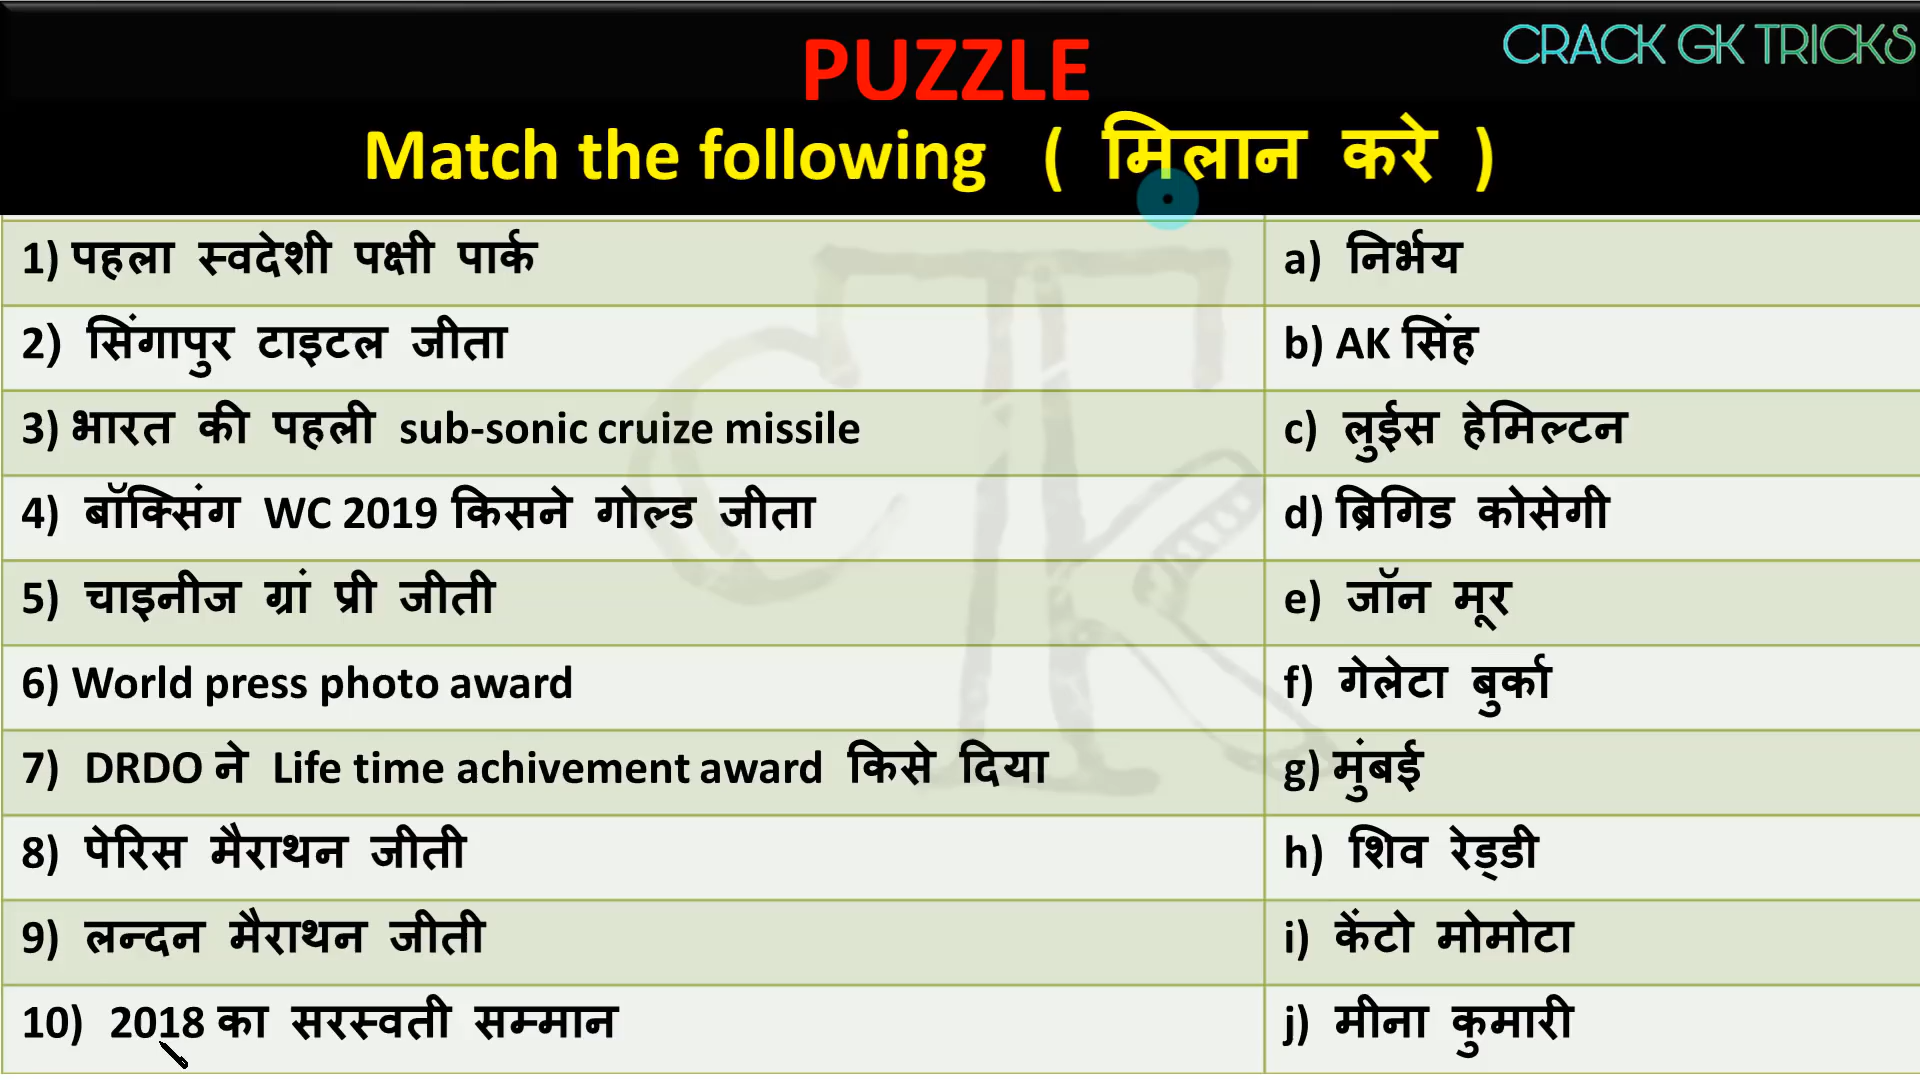 CRACK GK TRICKS
PUZZLE
Match the following ( मिलान करे )
1) पहला स्वदेशी पक्षी पार्क
a) निर्भय
2) सिंगापुर टाइटल जीता
b) AK सिंह
3) भारत की पहली sub-sonic cruize missile
c) लुईस हेमिल्टन
4) बॉक्सिंग WC 2019 किसने गोल्ड जीता
d) ब्रिगिड कोसेगी
5) चाइनीज ग्रां प्री जीती
e) जॉन मूर
6) World press photo award
f) गेलेटा बुर्का
7) DRDO ने Life time achivement award किसे दिया
g) मुंबई
8) पेरिस मैराथन जीती
h) शिव रेड्डी
9) लन्दन मैराथन जीती
i) केंटो मोमोटा
10) 2018 का सरस्वती सम्मान
j) मीना कुमारी